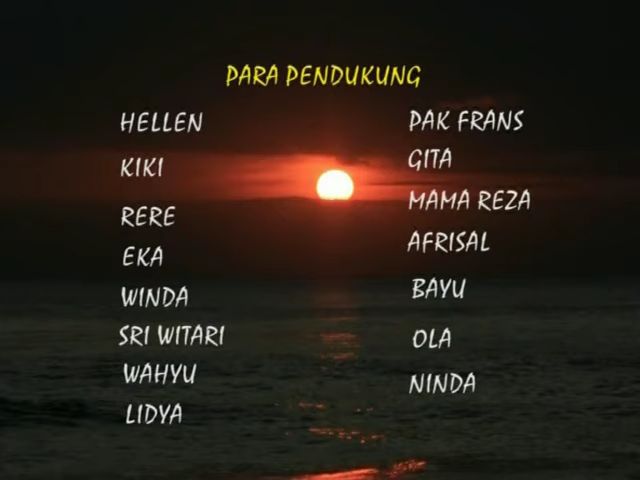 PARA PENDUKUNG
HELLEN
KIKI
RERE
EKA
WINDA
SRI WITARI
WAHYU
LIDYA
PAK FRANS
GITA
MAMA REZA
AFRISAL
BAYU
OLA
NINDA